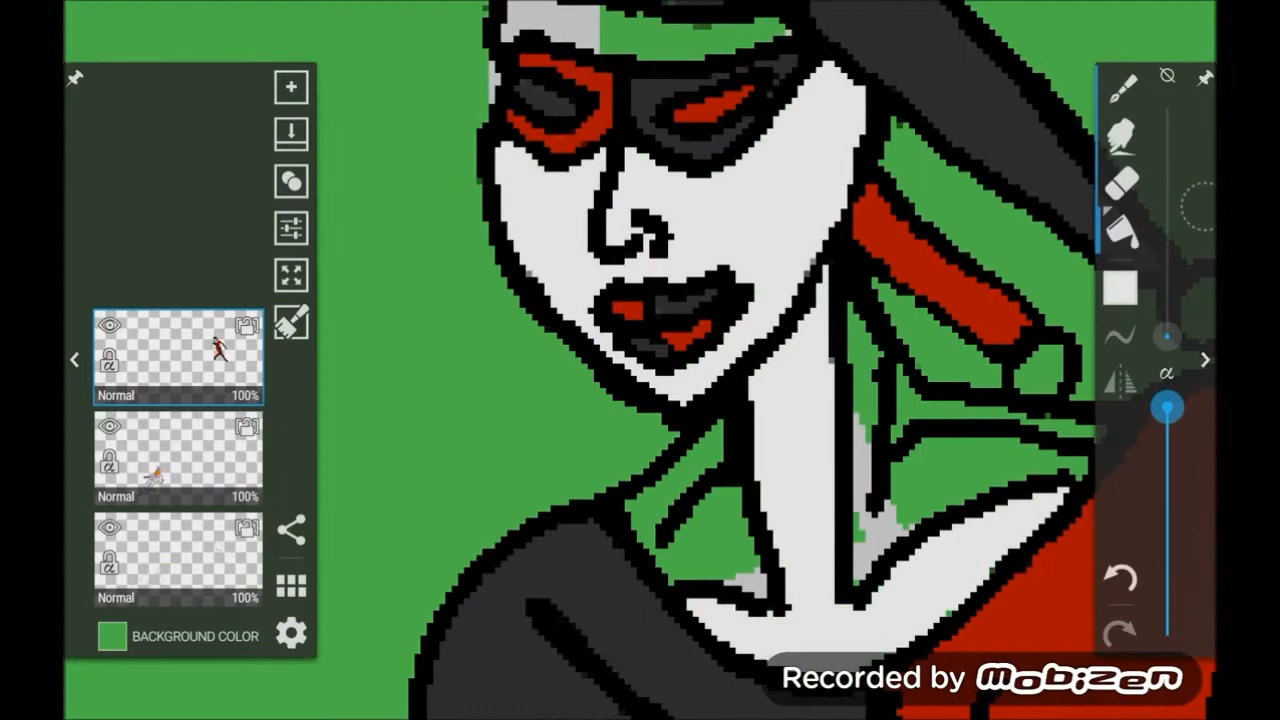 Normal 100%
Normal 100%
Normal 100%
BACKGROUND COLOR
α
Recorded by mobizen